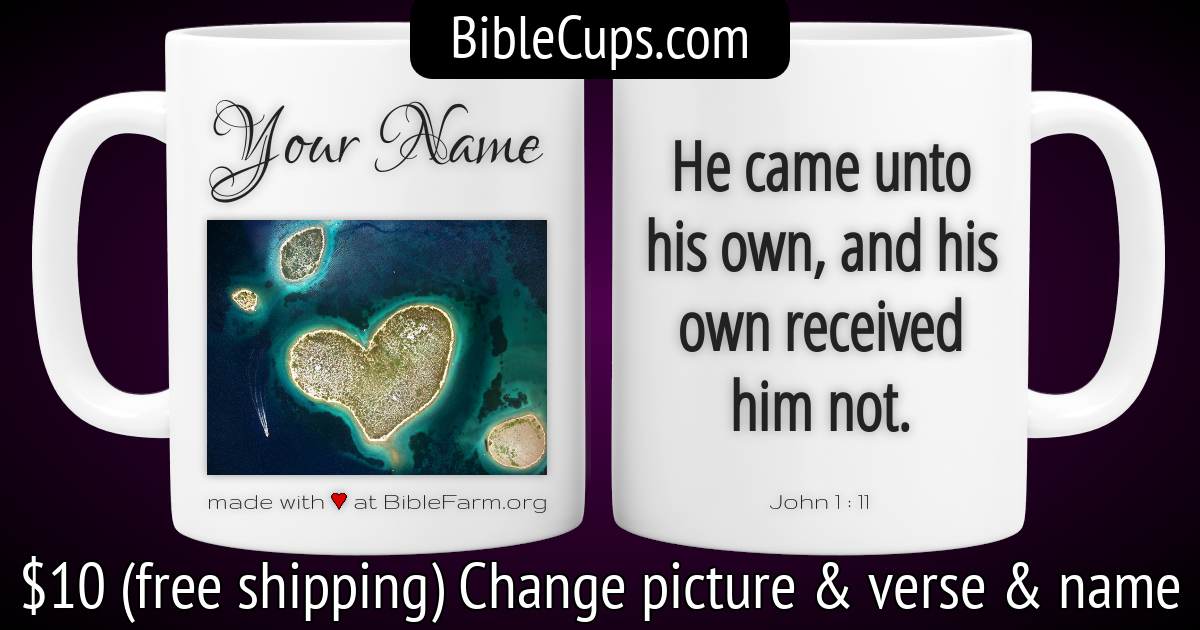 BibleCups.com
Your Name
made with ♥ at BibleFarm.org
He came unto
his own, and his
own received
him not.
John 1 : 11
$10 (free shipping) Change picture & verse & name